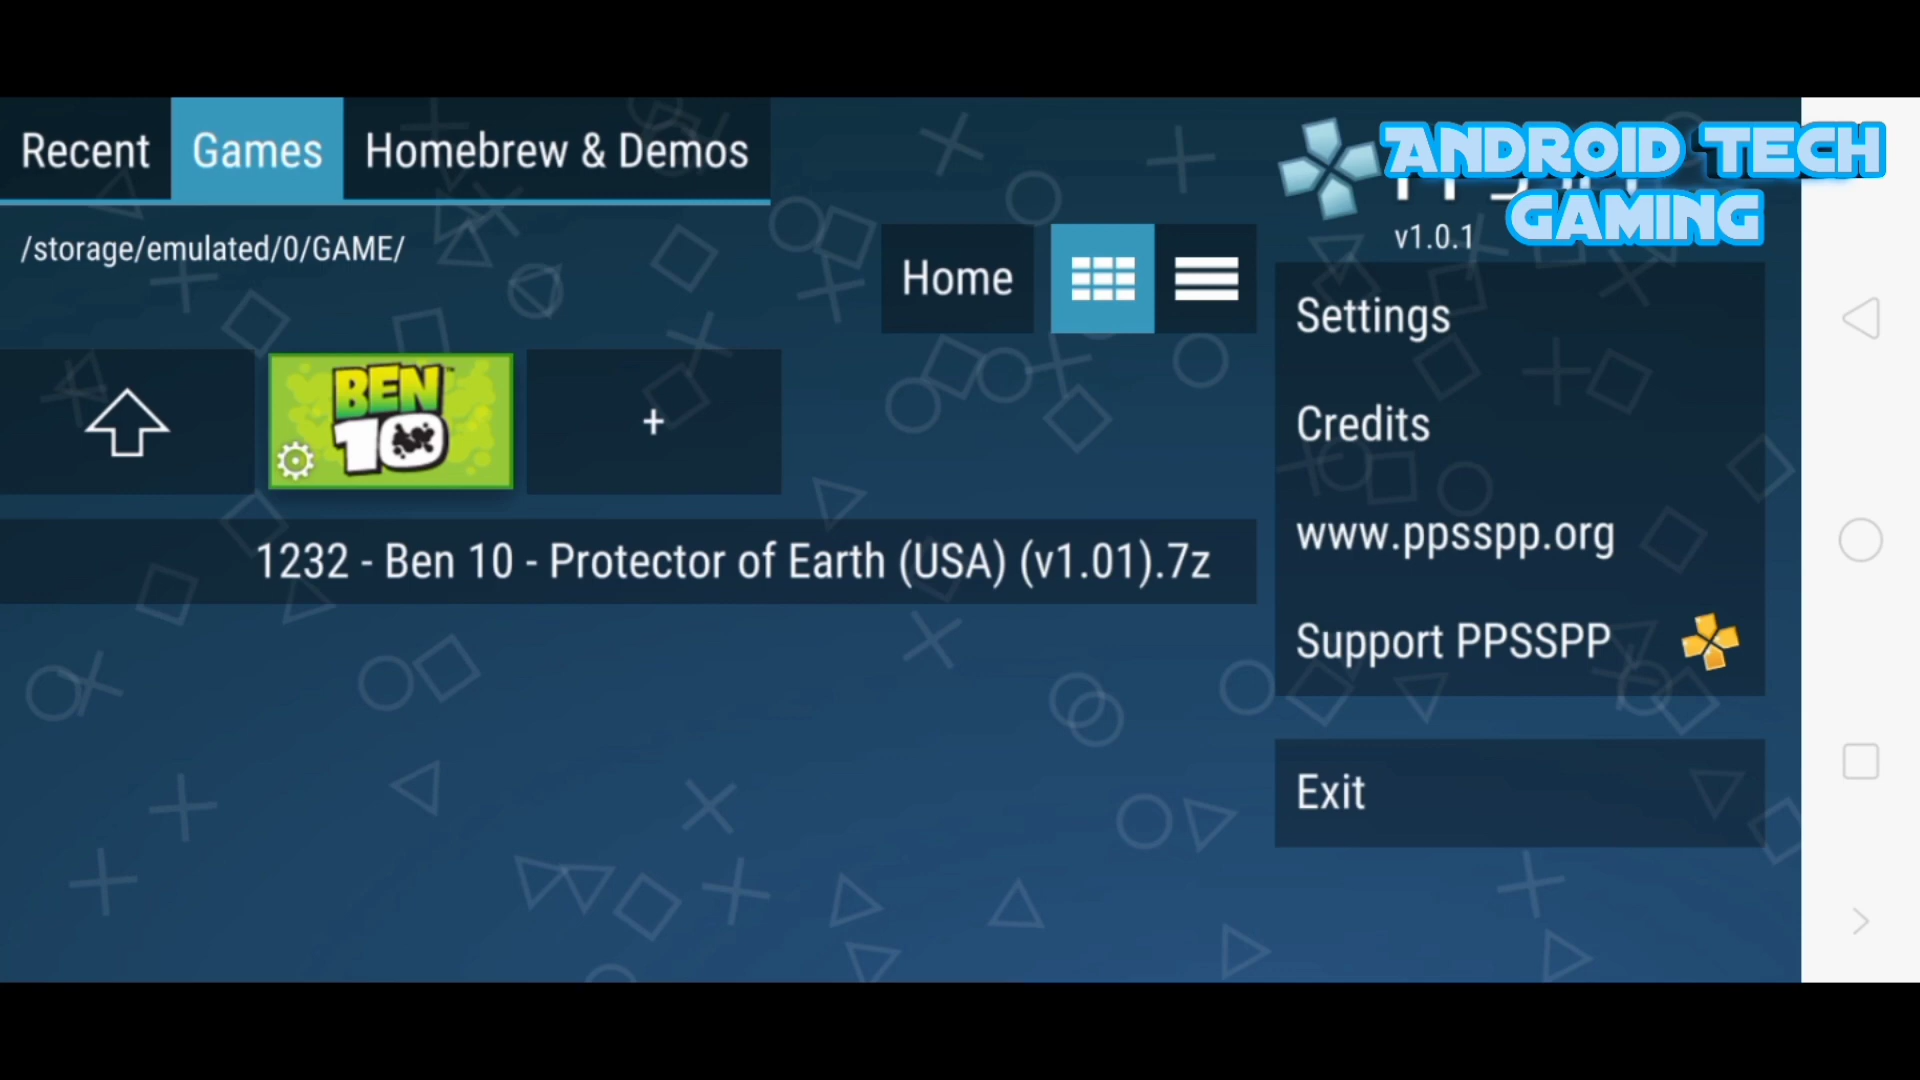 Recent
Games
Homebrew & Demos
/storage/emulated/0/GAME/
Home
BEN
10
+
1232 - Ben 10 - Protector of Earth (USA) (v1.01).7z
ANDROID TECH
GAMING
v1.0.1
Settings
Credits
www.ppsspp.org
Support PPSSPP
Exit